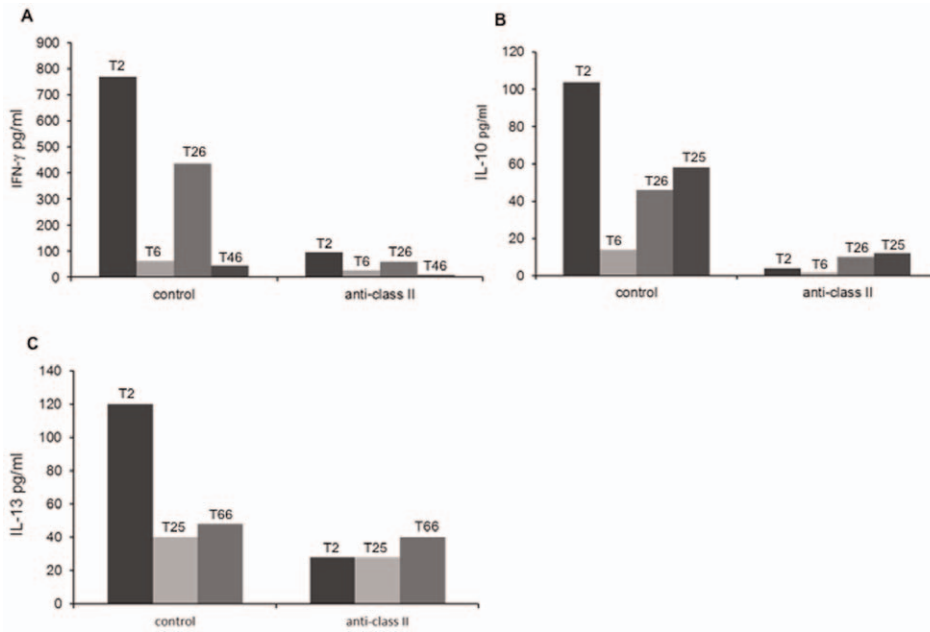 A
IFN-γ pg/ml
900
800
700
600
500
400
300
200
100
0
T2
T6
T26
T46
T2
T6
T26
T46
control
anti-class II
B
IL-10 pg/ml
120
100
80
60
40
20
0
T2
T6
T26
T25
T2
T6
T26
T25
control
anti-class II
C
IL-13 pg/ml
140
120
100
80
60
40
20
0
T2
T25
T66
T2
T25
T66
control
anti-class II